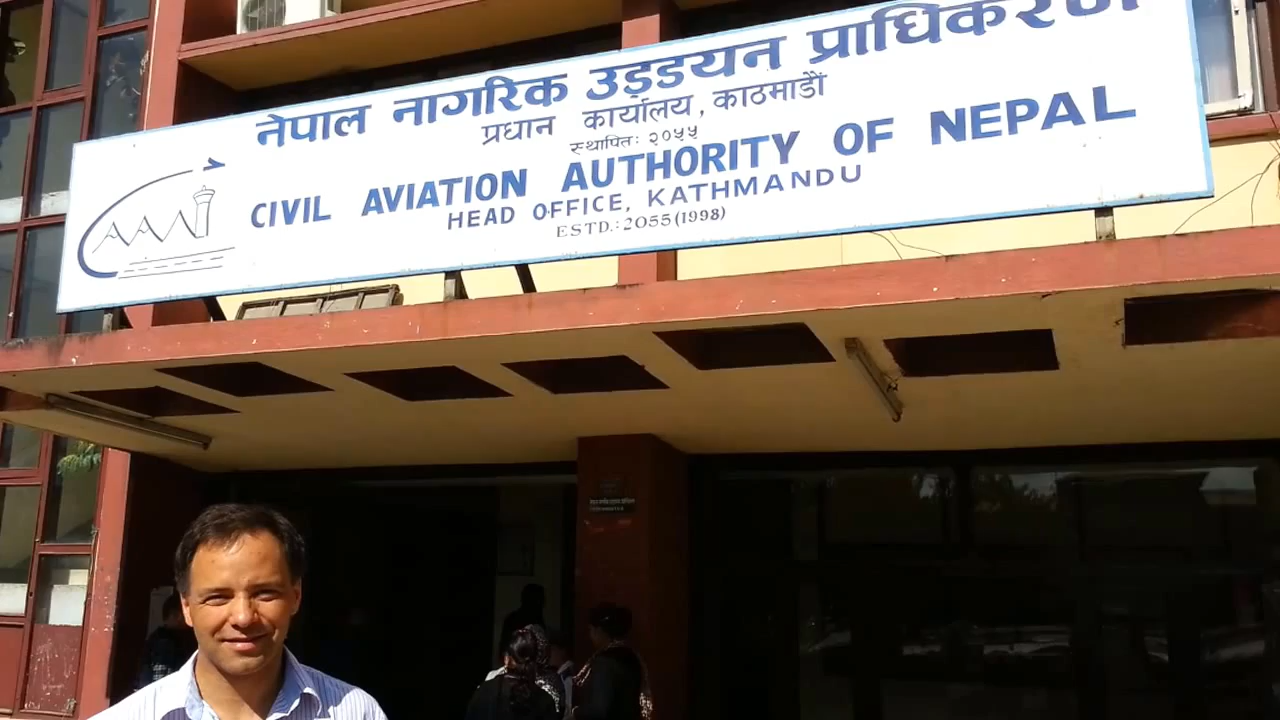 नेपाल नागरिक उड्डयन प्राधिकरण
प्रधान कार्यालय, काठमाडौं
स्थापित: २०५५
CIVIL AVIATION AUTHORITY OF NEPAL
HEAD OFFICE, KATHMANDU
ESTD.: 2055 (1998)